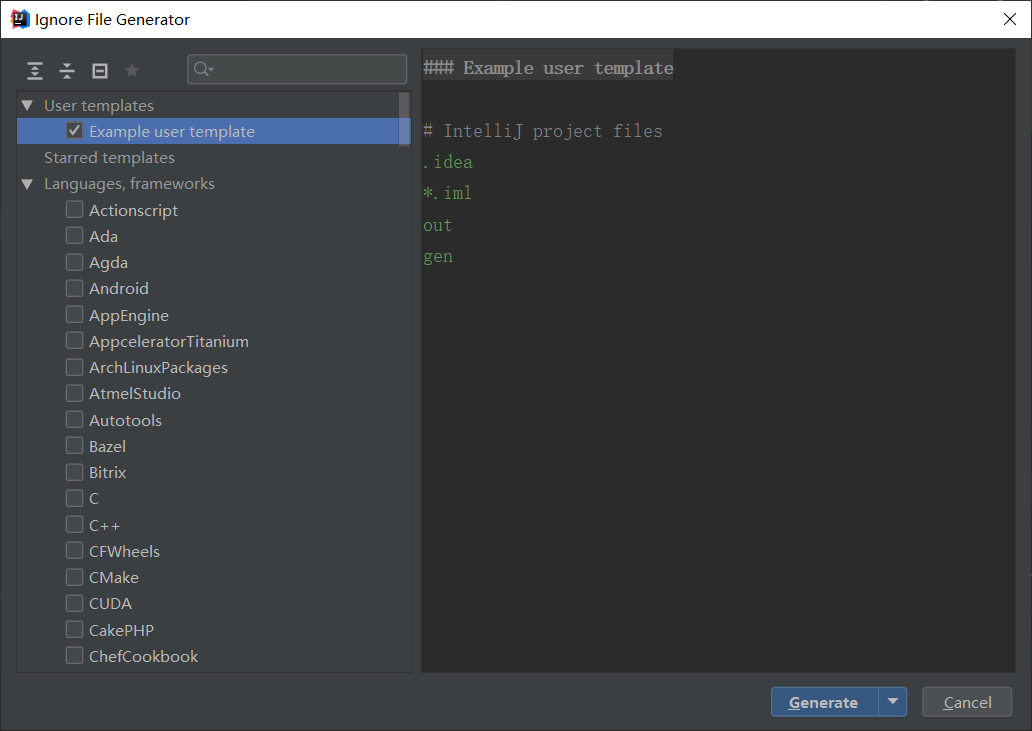 Ignore File Generator
User templates
Example user template
Starred templates
Languages, frameworks
Actionscript
Ada
Agda
Android
AppEngine
AppceleratorTitanium
ArchLinuxPackages
AtmelStudio
Autotools
Bazel
Bitrix
C
C++
CFWheels
CMake
CUDA
CakePHP
ChefCookbook
### Example user template
# IntelliJ project files
.idea
*.iml
out
gen
Generate
Cancel